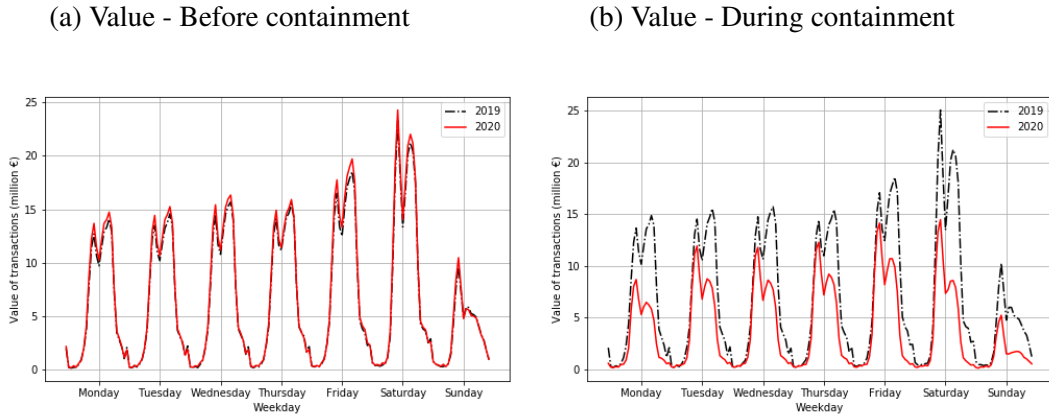 (a) Value - Before containment
(b) Value - During containment
Value of transactions (million €)
25
20
15
10
5
0
2019
2020
Monday Tuesday Wednesday Thursday Friday Saturday Sunday
Weekday
Value of transactions (million €)
25
20
15
10
5
0
2019
2020
Monday Tuesday Wednesday Thursday Friday Saturday Sunday
Weekday